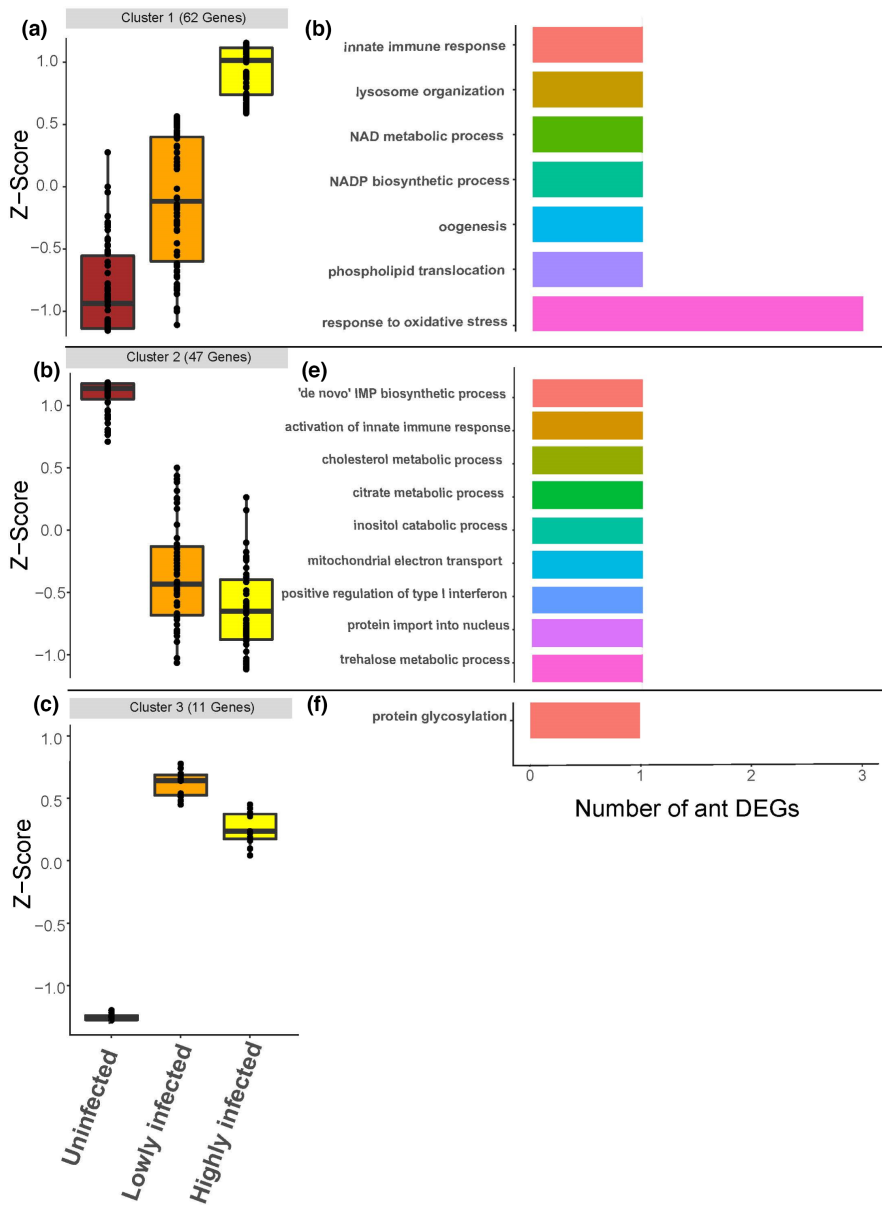 (a)
Cluster 1 (62 Genes)
Z−Score
1.0
0.5
0.0
−0.5
−1.0
(b)
innate immune response
lysosome organization
NAD metabolic process
NADP biosynthetic process
oogenesis
phospholipid translocation
response to oxidative stress
(b)
Cluster 2 (47 Genes)
Z−Score
1.0
0.5
0.0
−0.5
−1.0
(e)
'de novo' IMP biosynthetic process
activation of innate immune response
cholesterol metabolic process
citrate metabolic process
inositol catabolic process
mitochondrial electron transport
positive regulation of type I interferon
protein import into nucleus
trehalose metabolic process
(c)
Cluster 3 (11 Genes)
Z−Score
1.0
0.5
0.0
−0.5
−1.0
Uninfected
Lowly infected
Highly infected
(f)
protein glycosylation
0 1 2 3
Number of ant DEGs